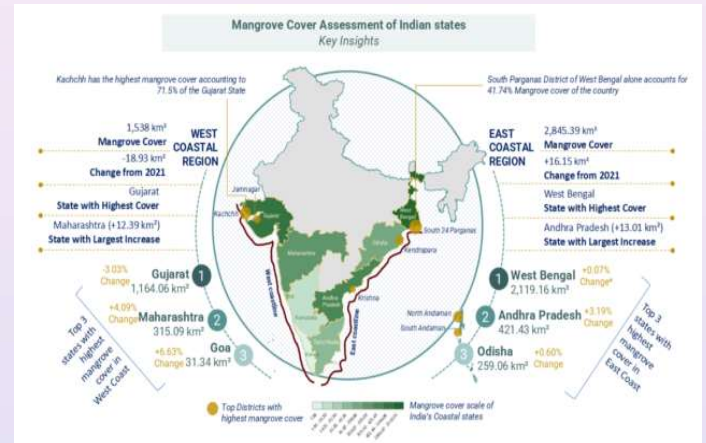 Mangrove Cover Assessment of Indian states
Key Insights
Kachchh has the highest mangrove cover accounting to
71.5% of the Gujarat State
South Parganas District of West Bengal alone accounts for
41.74% Mangrove cover of the country
1,538 km²
Mangrove Cover
-18.93 km²
Change from 2021
Gujarat
State with Highest Cover
Maharashtra (+12.39 km²)
State with Largest Increase
WEST
COASTAL
REGION
EAST
COASTAL
REGION
2,845.39 km²
Mangrove Cover
+16.15 km²
Change from 2021
West Bengal
State with Highest Cover
Andhra Pradesh (+13.01 km²)
State with Largest Increase
Jamnagar
Kachchh
Gujarat
West
Bengal
South 24 Parganas
Odisha
Kendrapara
Maharashtra
Andhra
Pradesh
Krishna
Karnataka
Tamil Nadu
Kerala
West coastline
East coastline
North Andaman
South Andaman
-3.03%
Change
Gujarat
1,164.06 km²
1
+4.09%
Change
Maharashtra
315.09 km²
2
+6.63%
Change
Goa
31.34 km²
3
Top 3
states with
highest
mangrove
cover in
West Coast
1
West Bengal
2,119.16 km²
+0.07%
Change*
2
Andhra Pradesh
421.43 km²
+3.19%
Change
3
Odisha
259.06 km²
+0.60%
Change
Top 3
states with
highest
mangrove
cover in
East Coast
Top Districts with
highest mangrove cover
Mangrove cover scale of
India's Coastal states